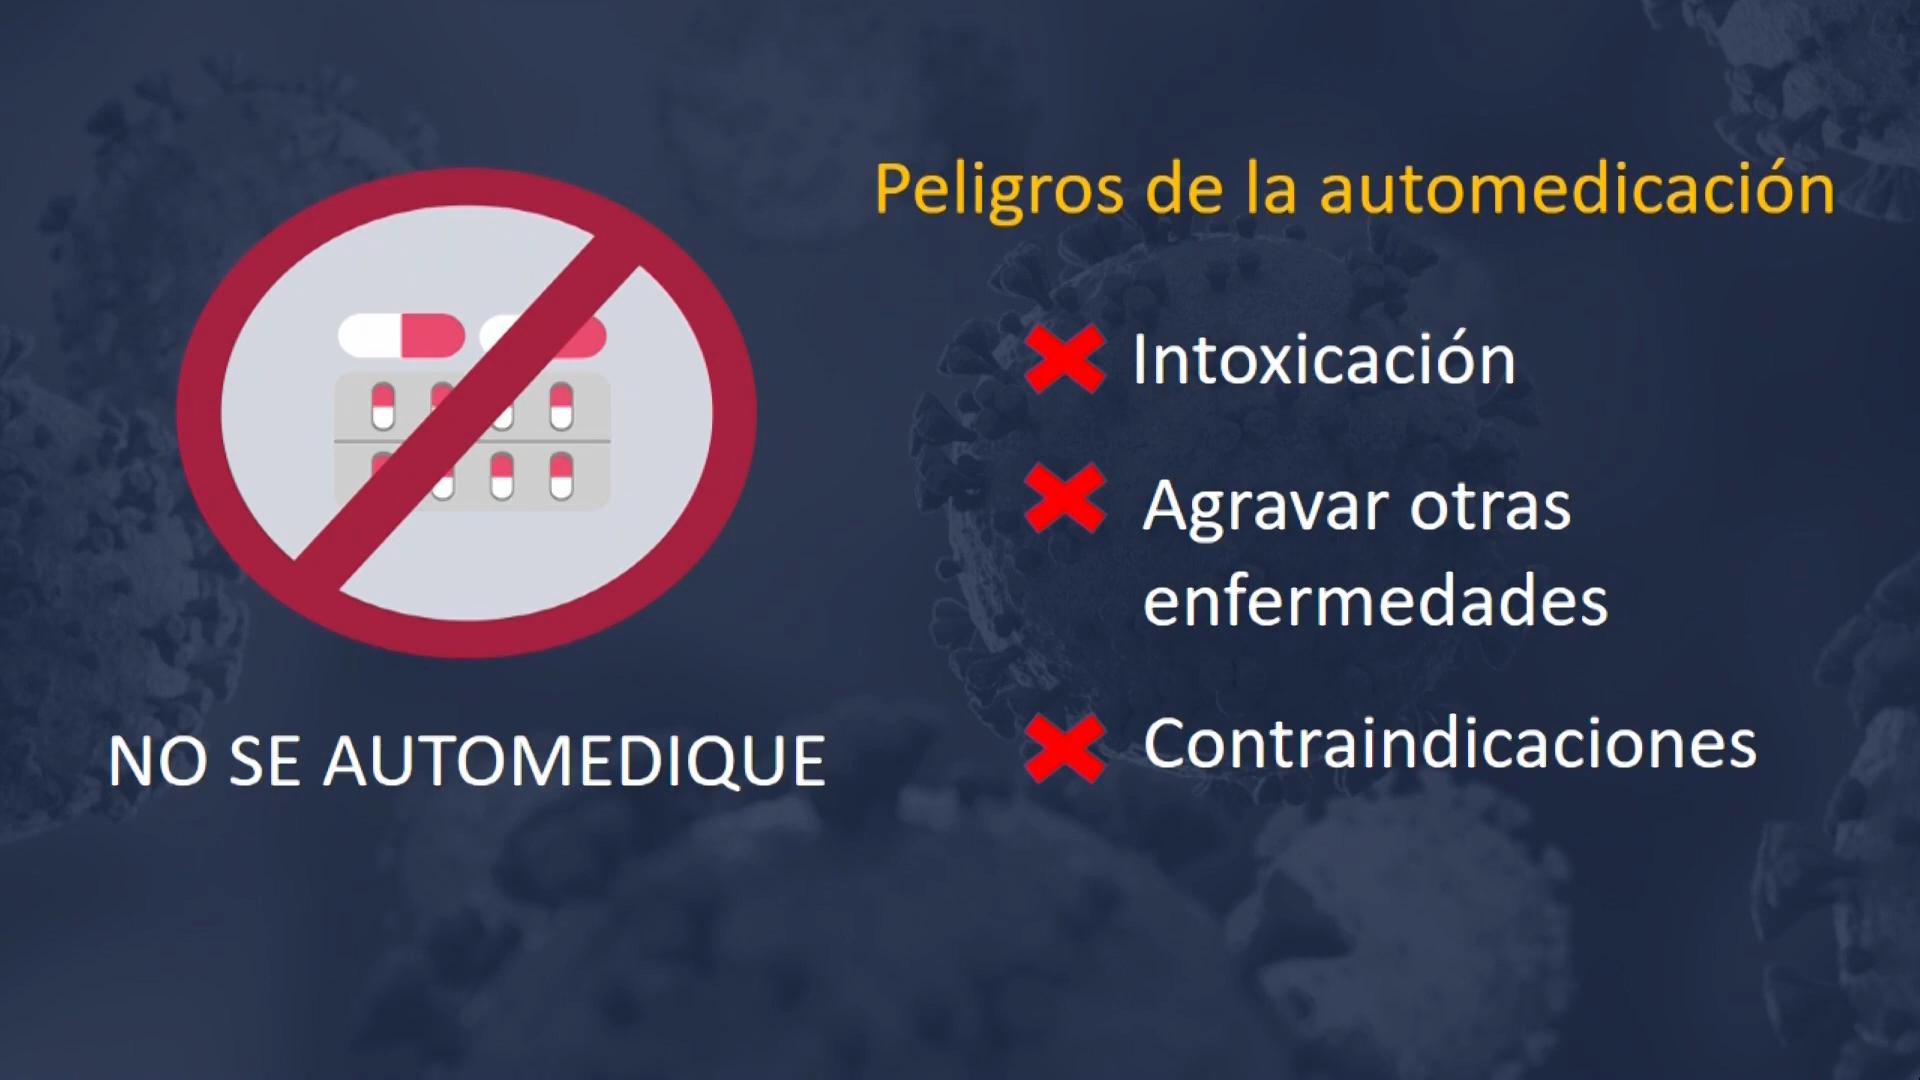 Peligros de la automedicación
Intoxicación
Agravar otras
enfermedades
Contraindicaciones
NO SE AUTOMEDIQUE